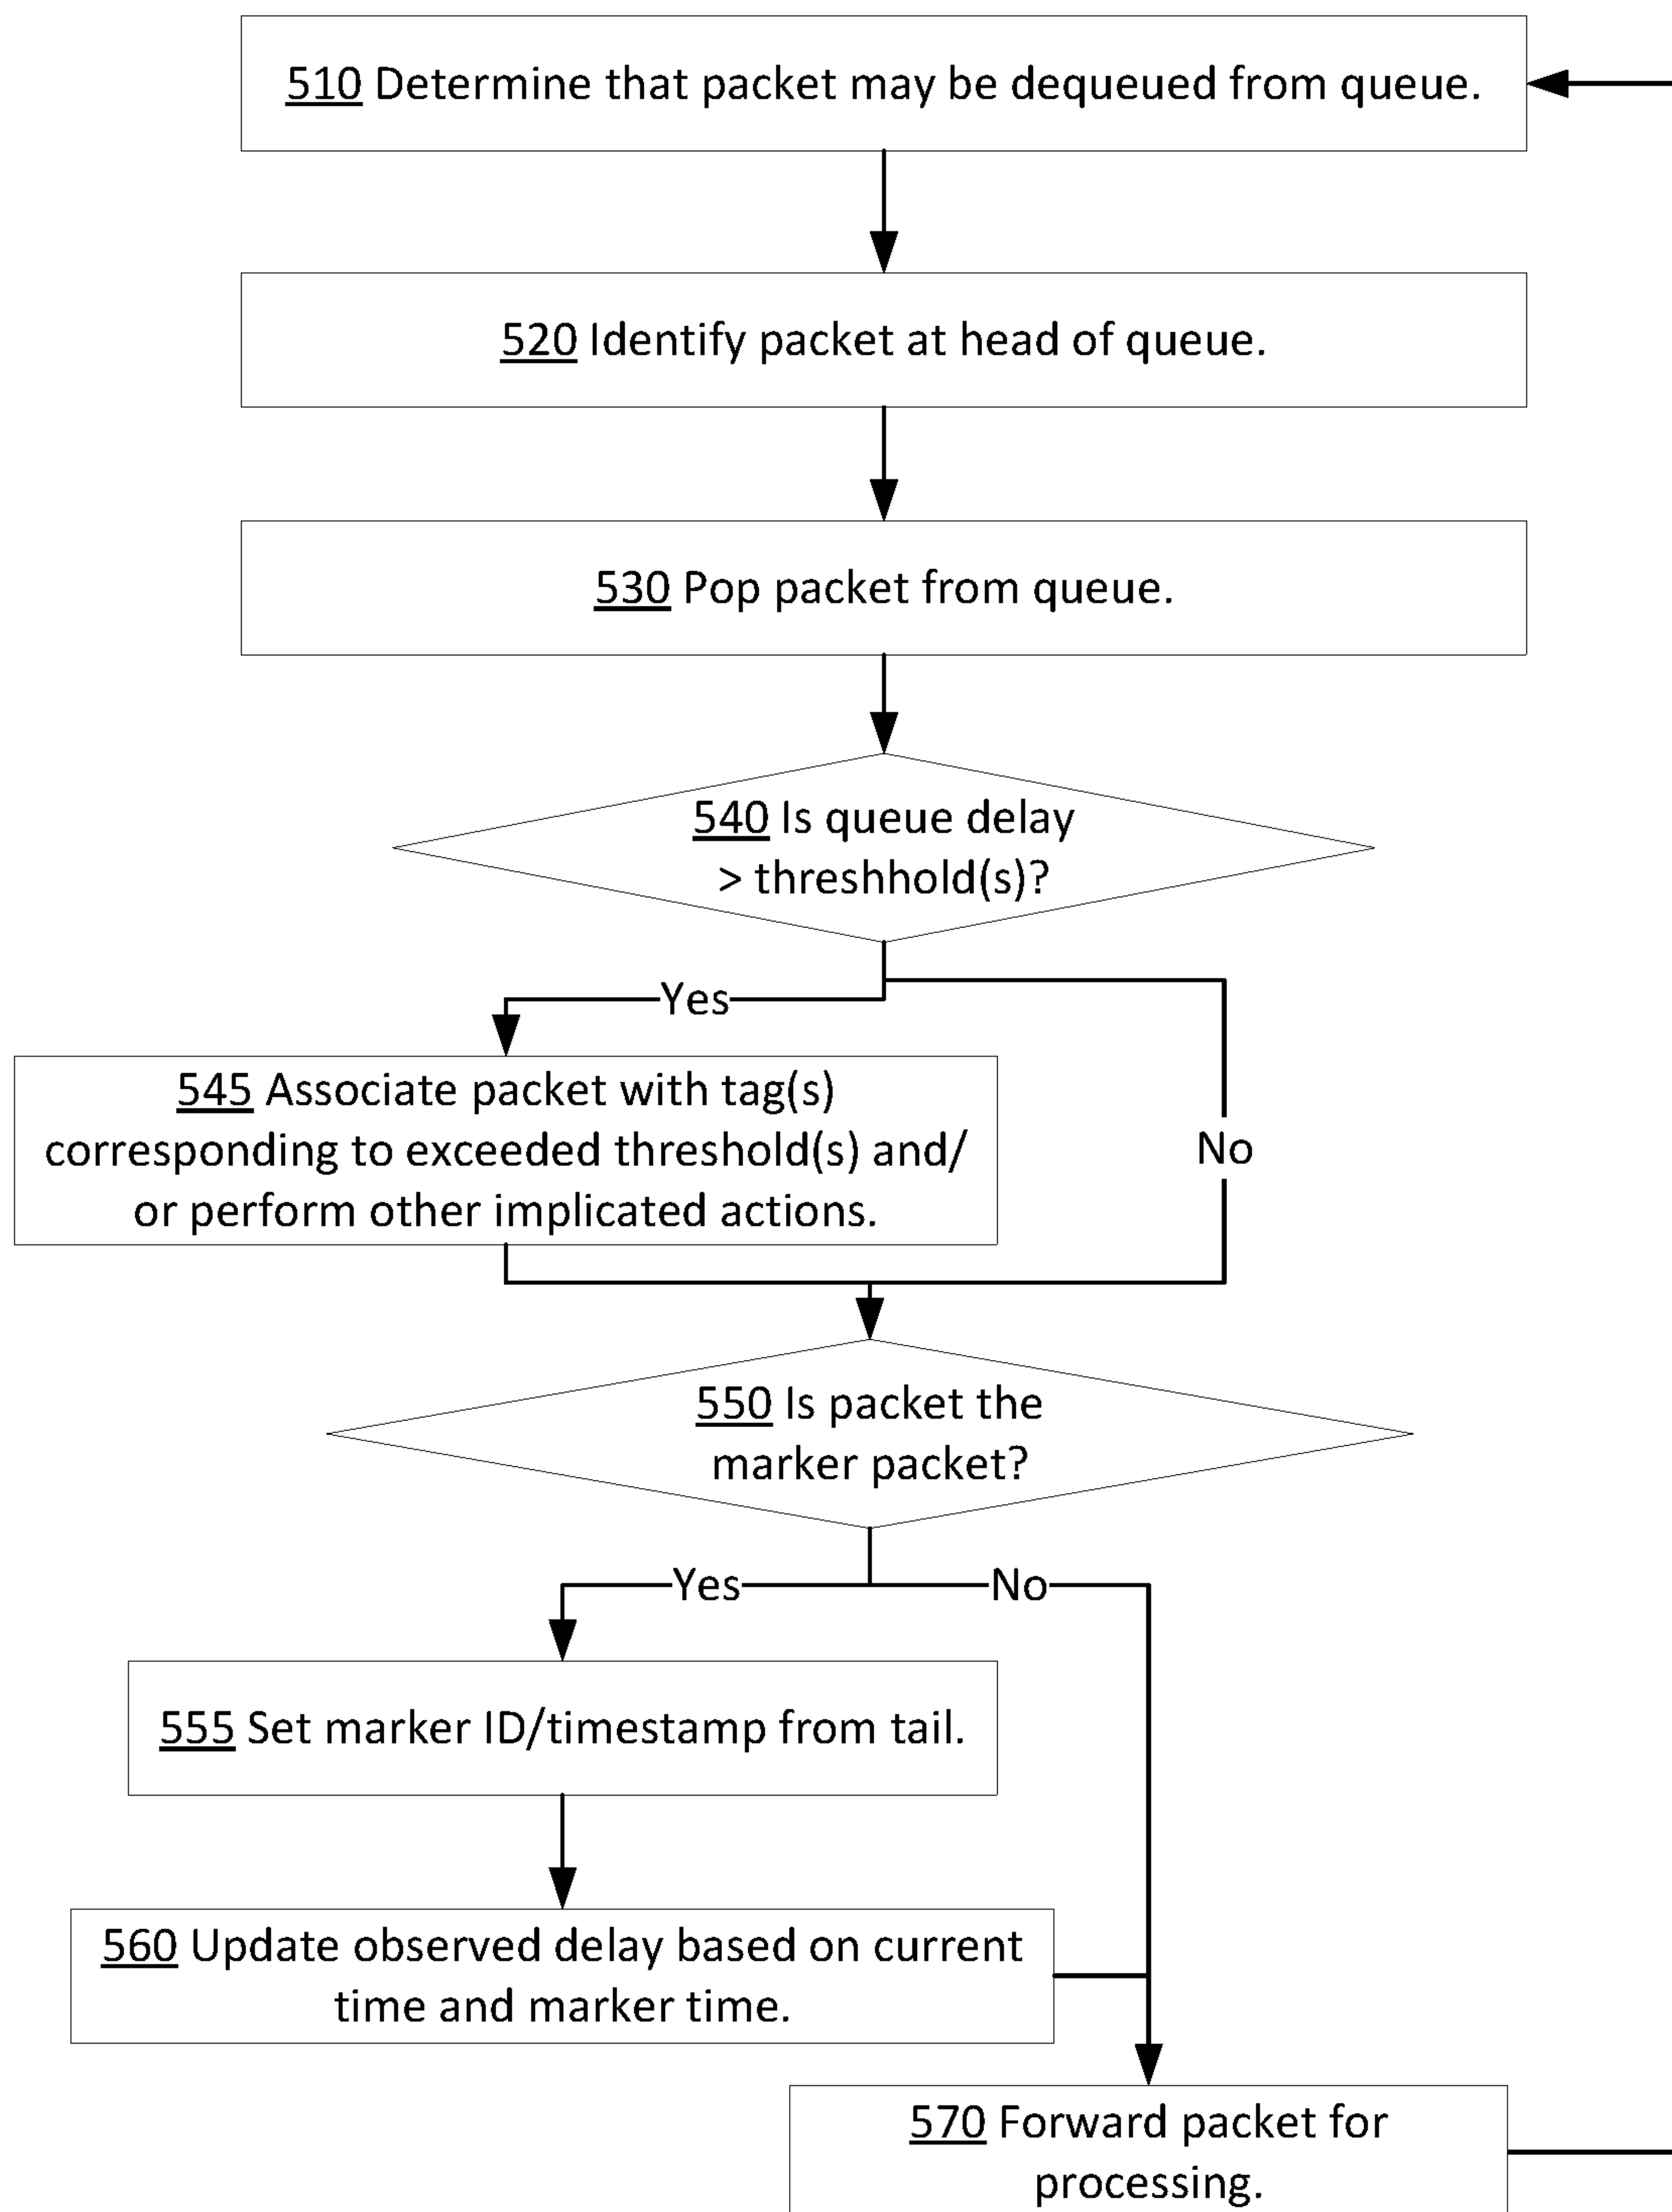 510 Determine that packet may be dequeued from queue.
520 Identify packet at head of queue.
530 Pop packet from queue.
540 Is queue delay
> threshhold(s)?
Yes
545 Associate packet with tag(s)
corresponding to exceeded threshold(s) and/
or perform other implicated actions.
No
550 Is packet the
marker packet?
Yes
No
555 Set marker ID/timestamp from tail.
560 Update observed delay based on current
time and marker time.
570 Forward packet for
processing.